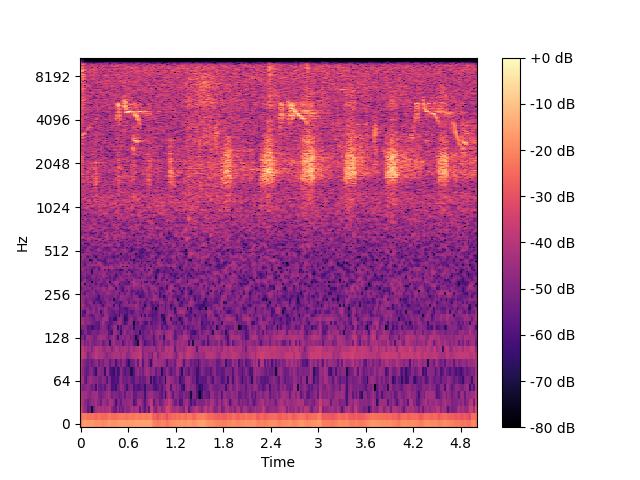 8192
4096
2048
1024
512
256
128
64
0
Hz
0 0.6 1.2 1.8 2.4 3 3.6 4.2 4.8
Time
+0 dB
-10 dB
-20 dB
-30 dB
-40 dB
-50 dB
-60 dB
-70 dB
-80 dB